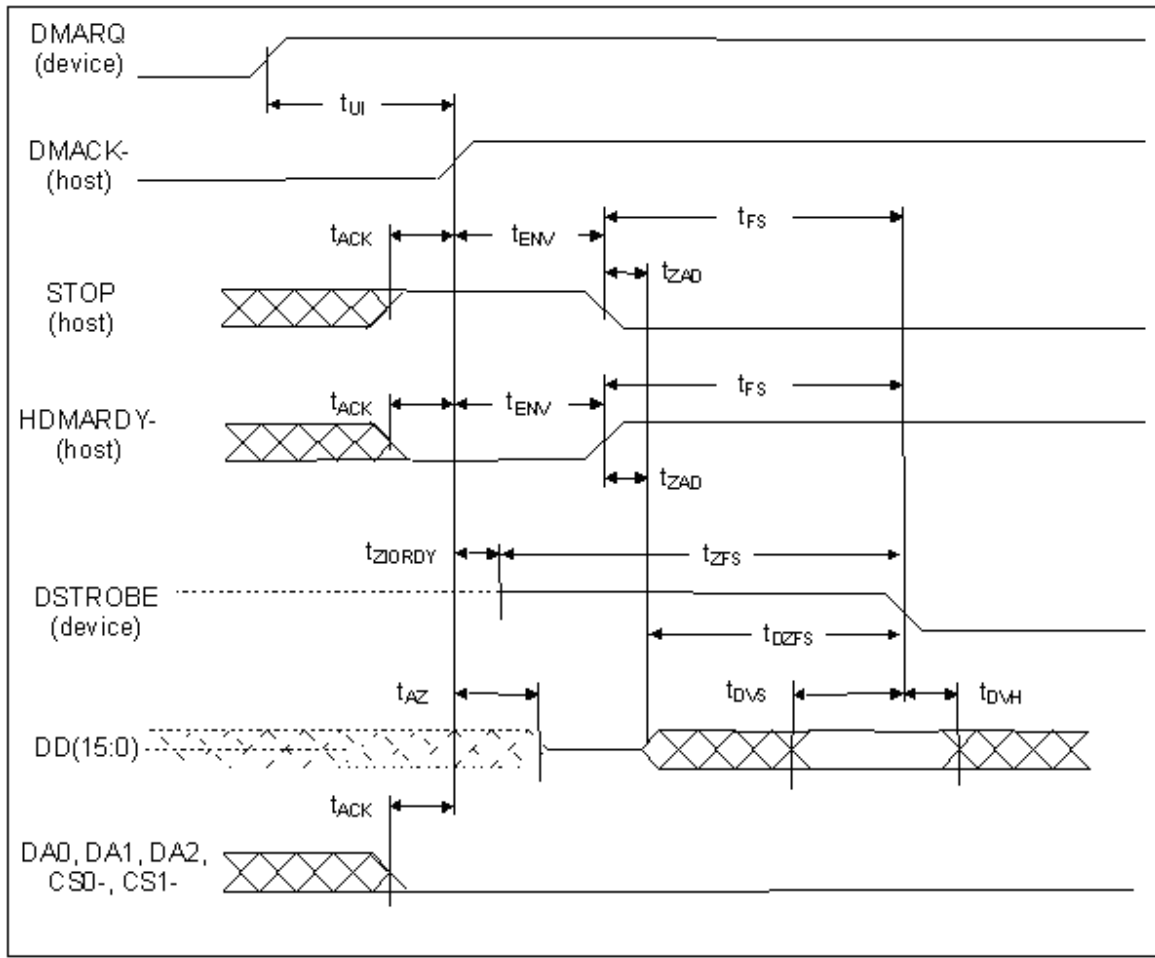 DMARQ
(device)
tUI
DMACK-
(host)
tFS
tACK
tENV
tZAD
STOP
(host)
tFS
tACK
tENV
HDMARDY-
(host)
tZAD
tZIORDY
tZFS
DSTROBE
(device)
tDZFS
tAZ
tDVS
tDVH
DD(15:0)
tACK
DA0, DA1, DA2,
CS0-, CS1-